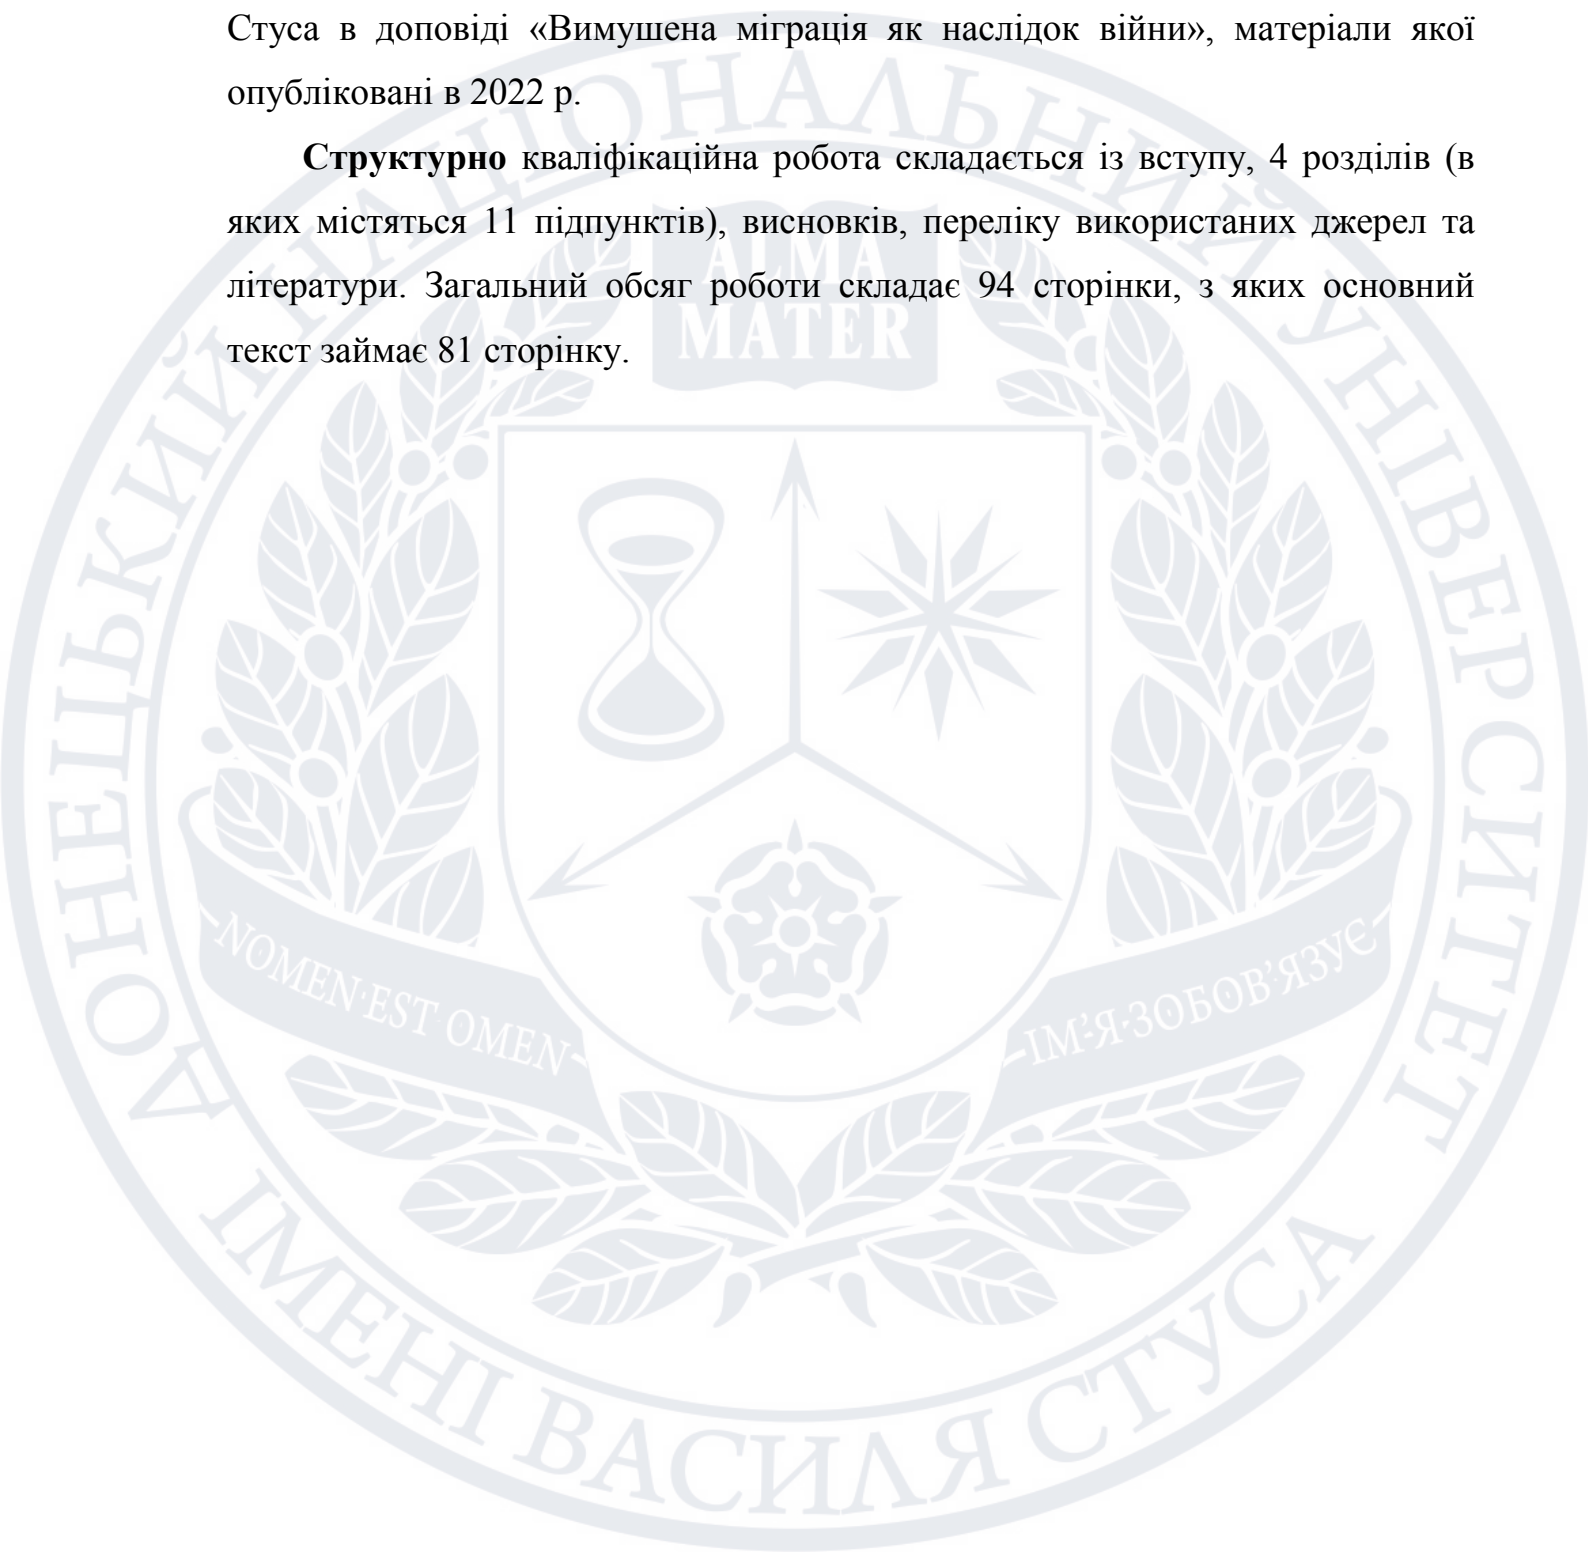 Стуса в доповіді «Вимушена міграція як наслідок війни», матеріали якої
опубліковані в 2022 р.
Структурно кваліфікаційна робота складається із вступу, 4 розділів (в
яких містяться 11 підпунктів), висновків, переліку використаних джерел та
літератури. Загальний обсяг роботи складає 94 сторінки, з яких основний
текст займає 81 сторінку.
ДОНЕЦЬКИЙ НАЦІОНАЛЬНИЙ УНІВЕРСИТЕТ
ІМЕНІ ВАСИЛЯ СТУСА
ALMA
MATER
NOMEN EST OMEN
ІМ'Я ЗОБОВ'ЯЗУЄ